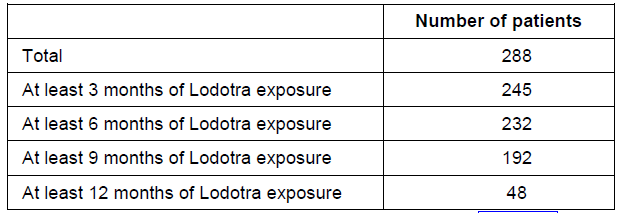 Number of patients
Total 288
At least 3 months of Lodotra exposure 245
At least 6 months of Lodotra exposure 232
At least 9 months of Lodotra exposure 192
At least 12 months of Lodotra exposure 48